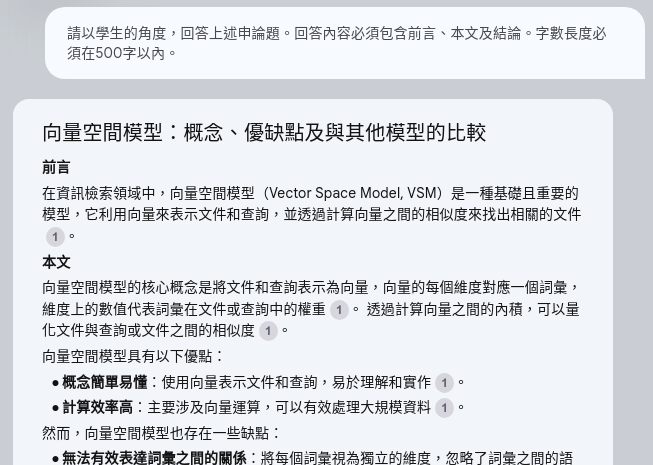 請以學生的角度，回答上述申論題。回答內容必須包含前言、本文及結論。字數長度必
須在500字以內。
向量空間模型：概念、優缺點及與其他模型的比較
前言
在資訊檢索領域中，向量空間模型（Vector Space Model, VSM）是一種基礎且重要的
模型，它利用向量來表示文件和查詢，並透過計算向量之間的相似度來找出相關的文件
1 。
本文
向量空間模型的核心概念是將文件和查詢表示為向量，向量的每個維度對應一個詞彙，
維度上的數值代表詞彙在文件或查詢中的權重 1 。 透過計算向量之間的內積，可以量
化文件與查詢或文件之間的相似度 1 。
向量空間模型具有以下優點：
● 概念簡單易懂：使用向量表示文件和查詢，易於理解和實作 1 。
● 計算效率高：主要涉及向量運算，可以有效處理大規模資料 1 。
然而，向量空間模型也存在一些缺點：
● 無法有效表達詞彙之間的關係：將每個詞彙視為獨立的維度，忽略了詞彙之間的語